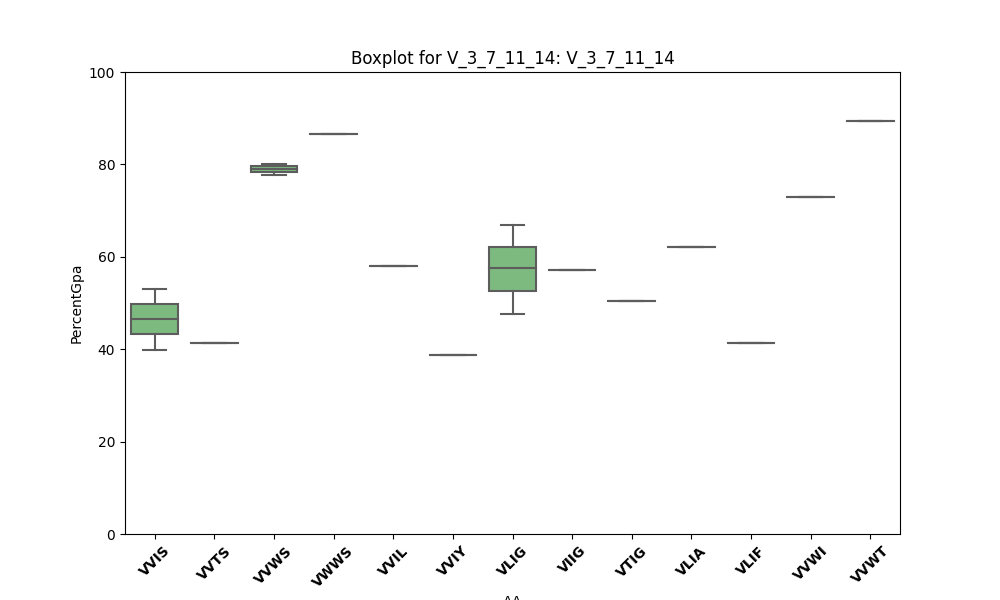 Boxplot for V_3_7_11_14: V_3_7_11_14
PercentGpa
100
80
60
40
20
0
VVIS
VVTS
VVWS
VWWS
VVIL
VVIY
VLIG
VIIG
VTIG
VLIA
VLIF
VVWI
VVWT
AA